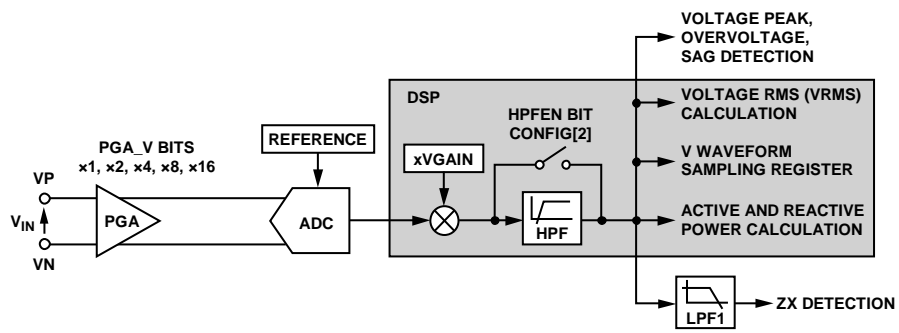 VOLTAGE PEAK,
OVERVOLTAGE,
SAG DETECTION
DSP
HPFEN BIT
CONFIG[2]
VOLTAGE RMS (VRMS)
CALCULATION
PGA_V BITS
×1, ×2, ×4, ×8, ×16
REFERENCE
xVGAIN
V WAVEFORM
SAMPLING REGISTER
VP
VIN
VN
PGA
ADC
HPF
ACTIVE AND REACTIVE
POWER CALCULATION
LPF1
ZX DETECTION